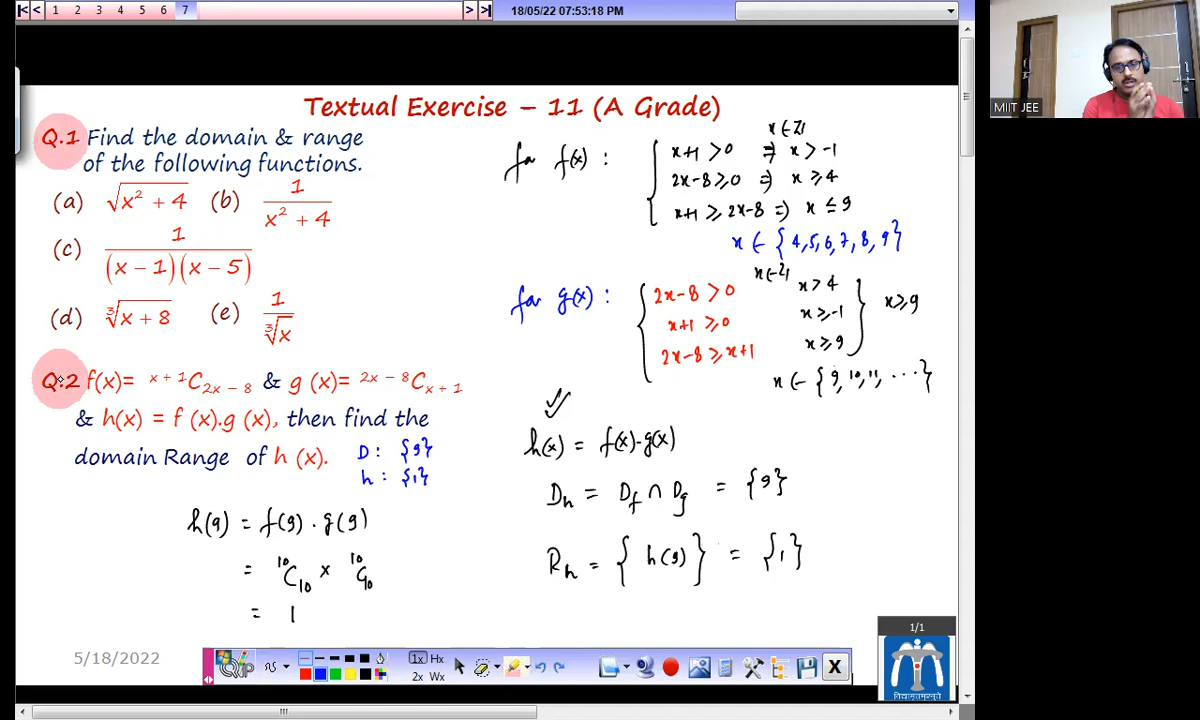 1 2 3 4 5 6 7
18/05/22 07:53:18 PM
MIIT JEE
Textual Exercise – 11 (A Grade)
Q.1 Find the domain & range
of the following functions.
(a) √(x² + 4) (b) 1/(x² + 4)
(c) 1/((x – 1)(x – 5))
(d) ∛(x + 8) (e) 1/∛x
Q.2 f(x)= ˣ⁺¹C₂ₓ₋₈ & g (x)= ²ˣ⁻⁸Cₓ₊₁
& h(x) = f (x).g (x), then find the
domain Range of h (x).
D : {9}
h : {1}
h(9) = f(9) . g(9)
= ¹⁰C₁₀ × ¹⁰C₁₀
= 1
for f(x) :
x ∈ Z,
x+1 > 0 ⇒ x > -1
2x-8 ≥ 0 ⇒ x ≥ 4
x+1 ≥ 2x-8 ⇒ x ≤ 9
x ∈ {4,5,6,7,8,9}
for g(x) :
x ∈ Z,
2x-8 > 0 x > 4
x+1 ≥ 0 x ≥ -1
2x-8 ≥ x+1 x ≥ 9
x ≥ 9
x ∈ {9, 10, 11, ...}
h(x) = f(x)·g(x)
D_h = D_f ∩ D_g = {9}
R_h = { h(9) } = {1}
5/18/2022
1x Hx
2x Wx
1/1